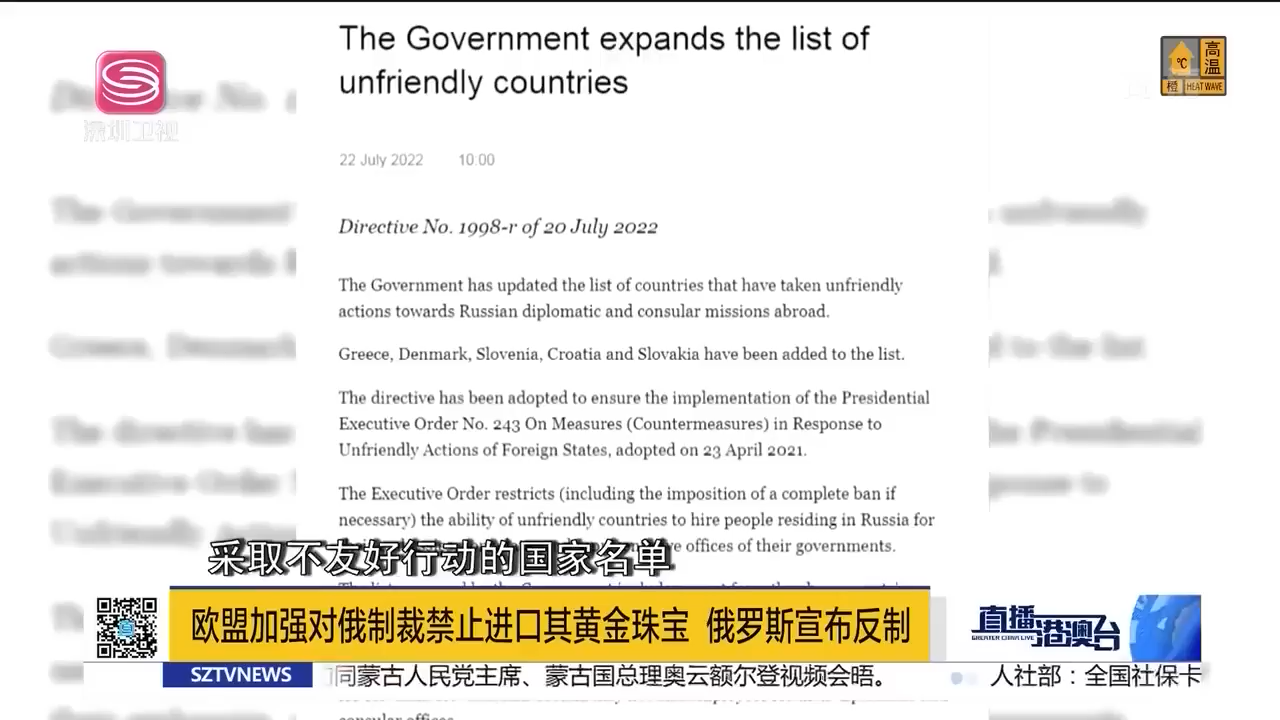 The Government expands the list of
unfriendly countries
深圳卫视
高温
℃
橙
HEAT WAVE
22 July 2022 10.00
Directive No. 1998-r of 20 July 2022
The Government has updated the list of countries that have taken unfriendly
actions towards Russian diplomatic and consular missions abroad.
Greece, Denmark, Slovenia, Croatia and Slovakia have been added to the list.
The directive has been adopted to ensure the implementation of the Presidential
Executive Order No. 243 On Measures (Countermeasures) in Response to
Unfriendly Actions of Foreign States, adopted on 23 April 2021.
The Executive Order restricts (including the imposition of a complete ban if
necessary) the ability of unfriendly countries to hire people residing in Russia for
offices of their governments.
采取不友好行动的国家名单
欧盟加强对俄制裁禁止进口其黄金珠宝 俄罗斯宣布反制
直播港澳台
GREATER CHINA LIVE
SZTVNEWS
同蒙古人民党主席、蒙古国总理奥云额尔登视频会晤。 人社部：全国社保卡
consular offices